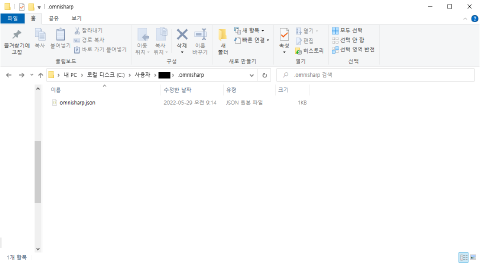 .omnisharp
파일 홈 공유 보기
즐겨찾기에 고정
복사
붙여넣기
잘라내기
경로 복사
바로 가기 붙여넣기
클립보드
이동 위치
복사 위치
삭제
이름 바꾸기
구성
새 폴더
새 항목
빠른 연결
새로 만들기
속성
열기
편집
히스토리
열기
모두 선택
선택 안 함
선택 영역 반전
선택
내 PC › 로컬 디스크 (C:) › 사용자 › › .omnisharp
.omnisharp 검색
이름 수정한 날짜 유형 크기
omnisharp.json 2022-05-29 오전 9:14 JSON 원본 파일 1KB
1개 항목